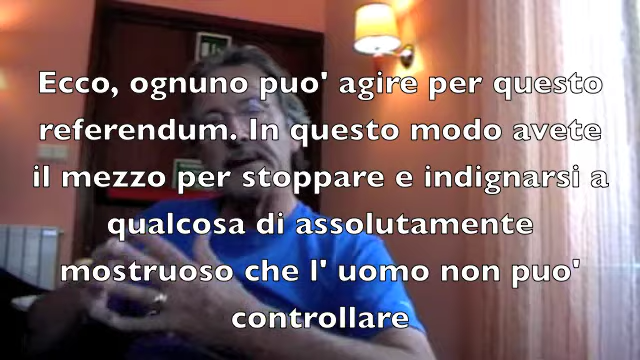 Ecco, ognuno puo' agire per questo
referendum. In questo modo avete
il mezzo per stoppare e indignarsi a
qualcosa di assolutamente
mostruoso che l' uomo non puo'
controllare